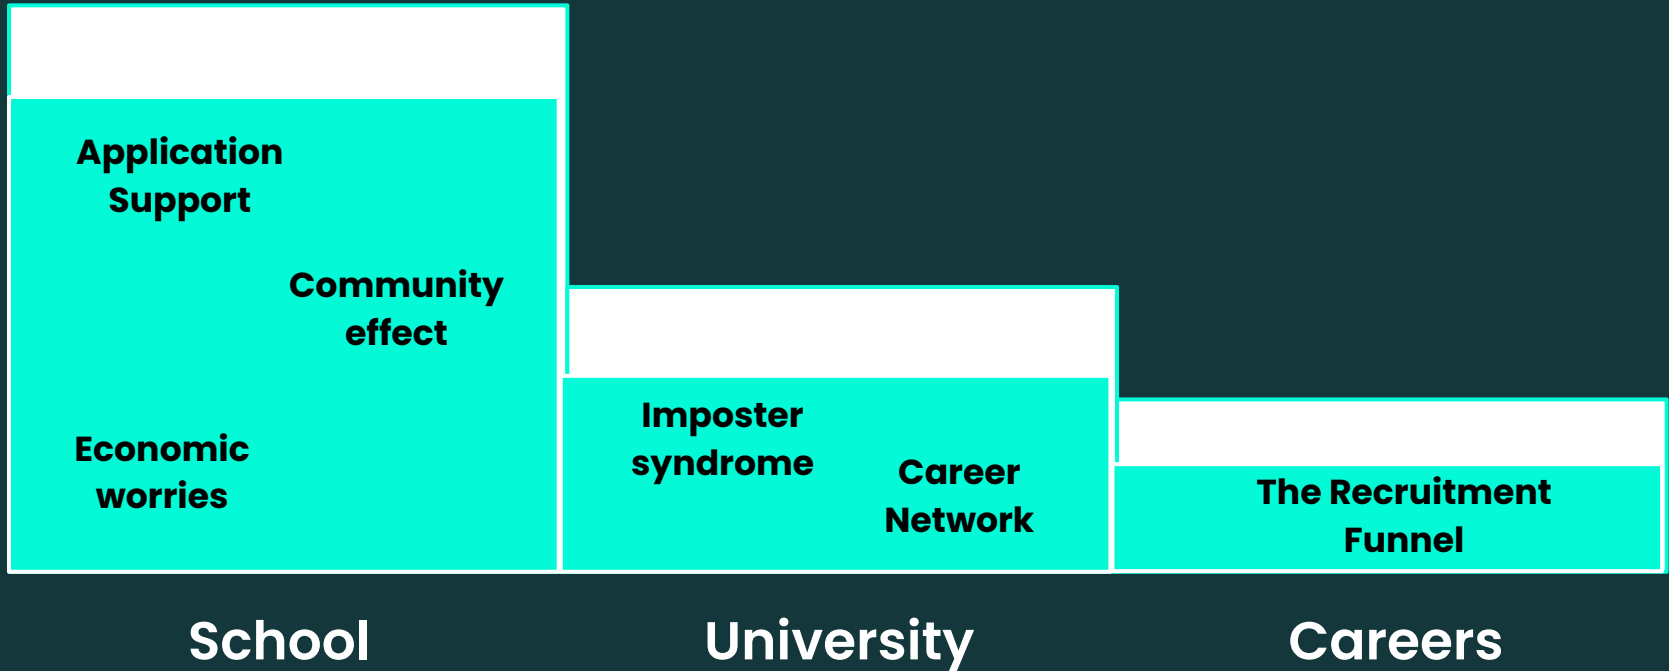 Application
Support
Community
effect
Economic
worries
Imposter
syndrome
Career
Network
The Recruitment
Funnel
School
University
Careers